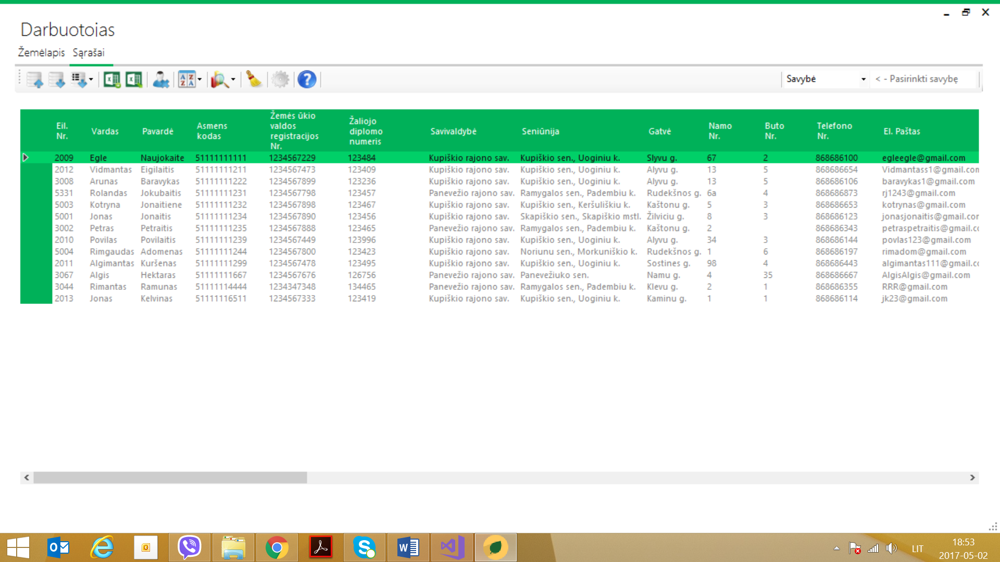 Darbuotojas
Žemėlapis Sąrašai
Savybė < - Pasirinkti savybę
Eil. Nr. Vardas Pavardė Asmens kodas Žemės ūkio valdos registracijos Nr. Žaliojo diplomo numeris Savivaldybė Seniūnija Gatvė Namo Nr. Buto Nr. Telefono Nr. El. Paštas
2009 Egle Naujokaite 51111111111 1234567229 123484 Kupiškio rajono sav. Kupiškio sen., Uoginiu k. Slyvu g. 67 2 868686100 egleegle@gmail.com
2012 Vidmantas Eigilaitis 51111111211 1234567473 123409 Kupiškio rajono sav. Kupiškio sen., Uoginiu k. Alyvu g. 13 5 868686654 Vidmantass1@gmail.con
3008 Arunas Baravykas 51111111222 1234567899 123236 Kupiškio rajono sav. Kupiškio sen., Uoginiu k. Alyvu g. 13 5 868686106 baravykas1@gmail.com
5331 Rolandas Jokubaitis 51111111231 1234567798 123457 Panevežio rajono sav. Ramygalos sen., Padembiu k. Rudekšnos g. 6a 4 868686873 rj1243@gmail.com
5003 Kotryna Jonaitiene 51111111232 1234567898 123467 Kupiškio rajono sav. Kupiškio sen., Keršuliškiu k. Kaštonu g. 5 3 868686653 kotrynas@gmail.com
5001 Jonas Jonaitis 51111111234 1234567890 123456 Kupiškio rajono sav. Skapiškio sen., Skapiškio mstl. Žilviciu g. 8 3 868686123 jonasjonaitis@gmail.cor
3002 Petras Petraitis 51111111235 1234567888 123465 Panevežio rajono sav. Ramygalos sen., Padembiu k. Kaštonu g. 2 868686343 petraspetraitis@gmail.cc
2010 Povilas Povilaitis 51111111239 1234567449 123996 Kupiškio rajono sav. Kupiškio sen., Uoginiu k. Alyvu g. 34 3 868686144 povlas123@gmail.com
5004 Rimgaudas Adomenas 51111111244 1234567800 123423 Kupiškio rajono sav. Noriunu sen., Morkuniškio k. Rudekšnos g. 1 6 868686197 rimadom@gmail.com
2011 Algimantas Kuršenas 51111111299 1234567478 123495 Kupiškio rajono sav. Kupiškio sen., Uoginiu k. Sostines g. 98 4 868686443 algimantas111@gmail.cc
3067 Algis Hektaras 51111111667 1234567676 126756 Panevežio rajono sav. Panevežiuko sen. Namu g. 4 35 868686667 AlgisAlgis@gmail.com
3044 Rimantas Ramunas 51111114444 1234347348 134465 Panevežio rajono sav. Ramygalos sen., Padembiu k. Klevu g. 2 1 868686355 RRR@gmail.com
2013 Jonas Kelvinas 51111116511 1234567333 123419 Kupiškio rajono sav. Kupiškio sen., Uoginiu k. Kaminu g. 1 1 868686114 jk23@gmail.com
LIT
18:53
2017-05-02